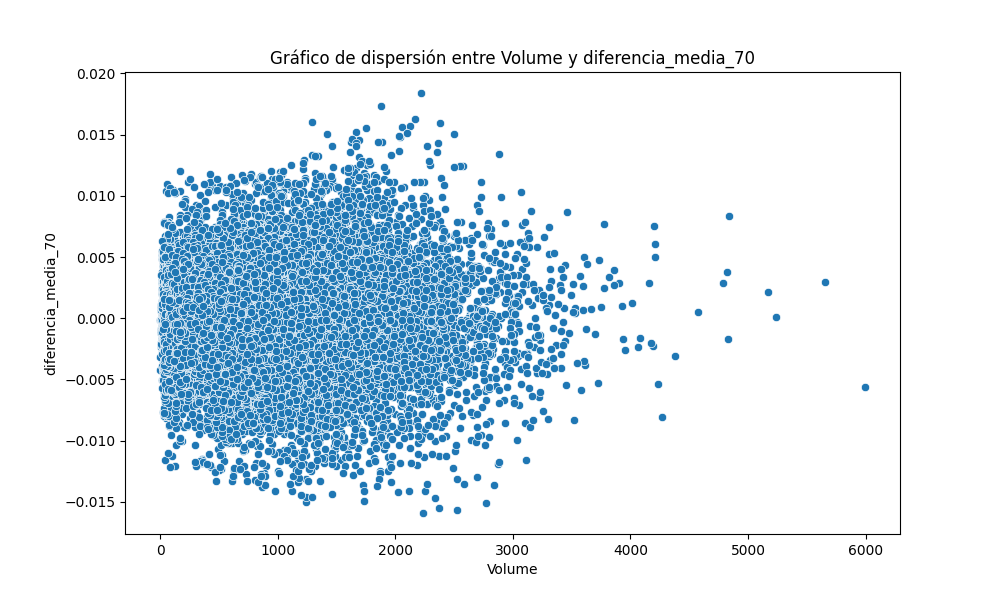 Gráfico de dispersión entre Volume y diferencia_media_70
0.020
0.015
0.010
0.005
0.000
−0.005
−0.010
−0.015
diferencia_media_70
0 1000 2000 3000 4000 5000 6000
Volume